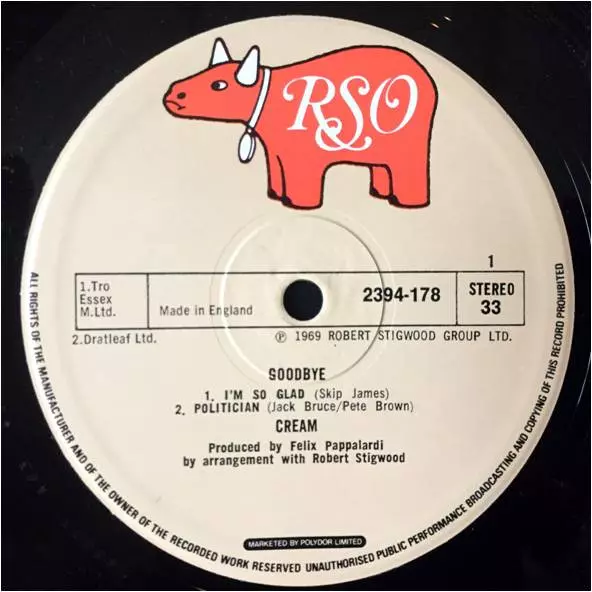 RSO
1
1.Tro
Essex
M.Ltd.
Made in England
2394-178
STEREO
33
2.Dratleaf Ltd.
℗ 1969 ROBERT STIGWOOD GROUP LTD.
GOODBYE
1. I'M SO GLAD (Skip James)
2. POLITICIAN (Jack Bruce/Pete Brown)
CREAM
Produced by Felix Pappalardi
by arrangement with Robert Stigwood
MARKETED BY POLYDOR LIMITED
ALL RIGHTS OF THE MANUFACTURER AND OF THE OWNER OF THE RECORDED WORK RESERVED UNAUTHORISED PUBLIC PERFORMANCE BROADCASTING AND COPYING OF THIS RECORD PROHIBITED